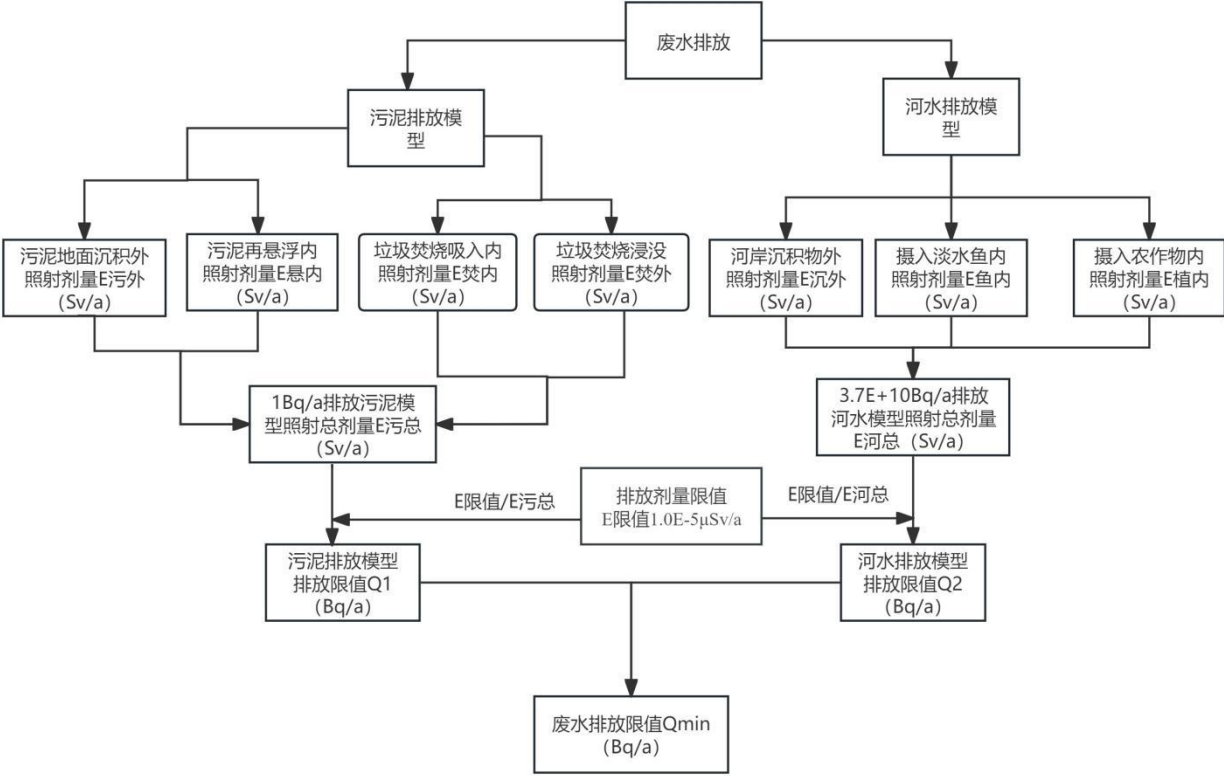 废水排放
污泥排放模
型
河水排放模
型
污泥地面沉积外
照射剂量E污外
（Sv/a）
污泥再悬浮内
照射剂量E悬内
（Sv/a）
垃圾焚烧吸入内
照射剂量E焚内
（Sv/a）
垃圾焚烧浸没
照射剂量E焚外
（Sv/a）
河岸沉积物外
照射剂量E沉外
（Sv/a）
摄入淡水鱼内
照射剂量E鱼内
（Sv/a）
摄入农作物内
照射剂量E植内
（Sv/a）
1Bq/a排放污泥模
型照射总剂量E污总
（Sv/a）
3.7E+10Bq/a排放
河水模型照射总剂量
E河总（Sv/a）
E限值/E污总
排放剂量限值
E限值1.0E-5μSv/a
E限值/E河总
污泥排放模型
排放限值Q1
（Bq/a）
河水排放模型
排放限值Q2
（Bq/a）
废水排放限值Qmin
（Bq/a）